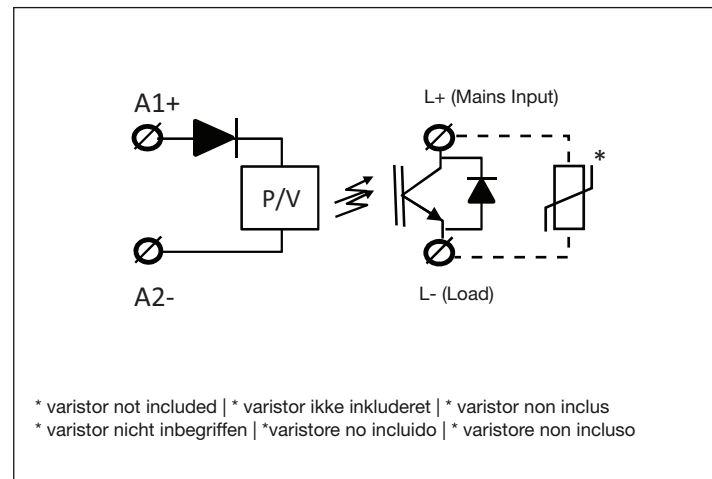 A1+
L+ (Mains Input)
*
P/V
A2-
L- (Load)
* varistor not included | * varistor ikke inkluderet | * varistor non inclus
* varistor nicht inbegriffen | *varistore no incluido | * varistore non incluso